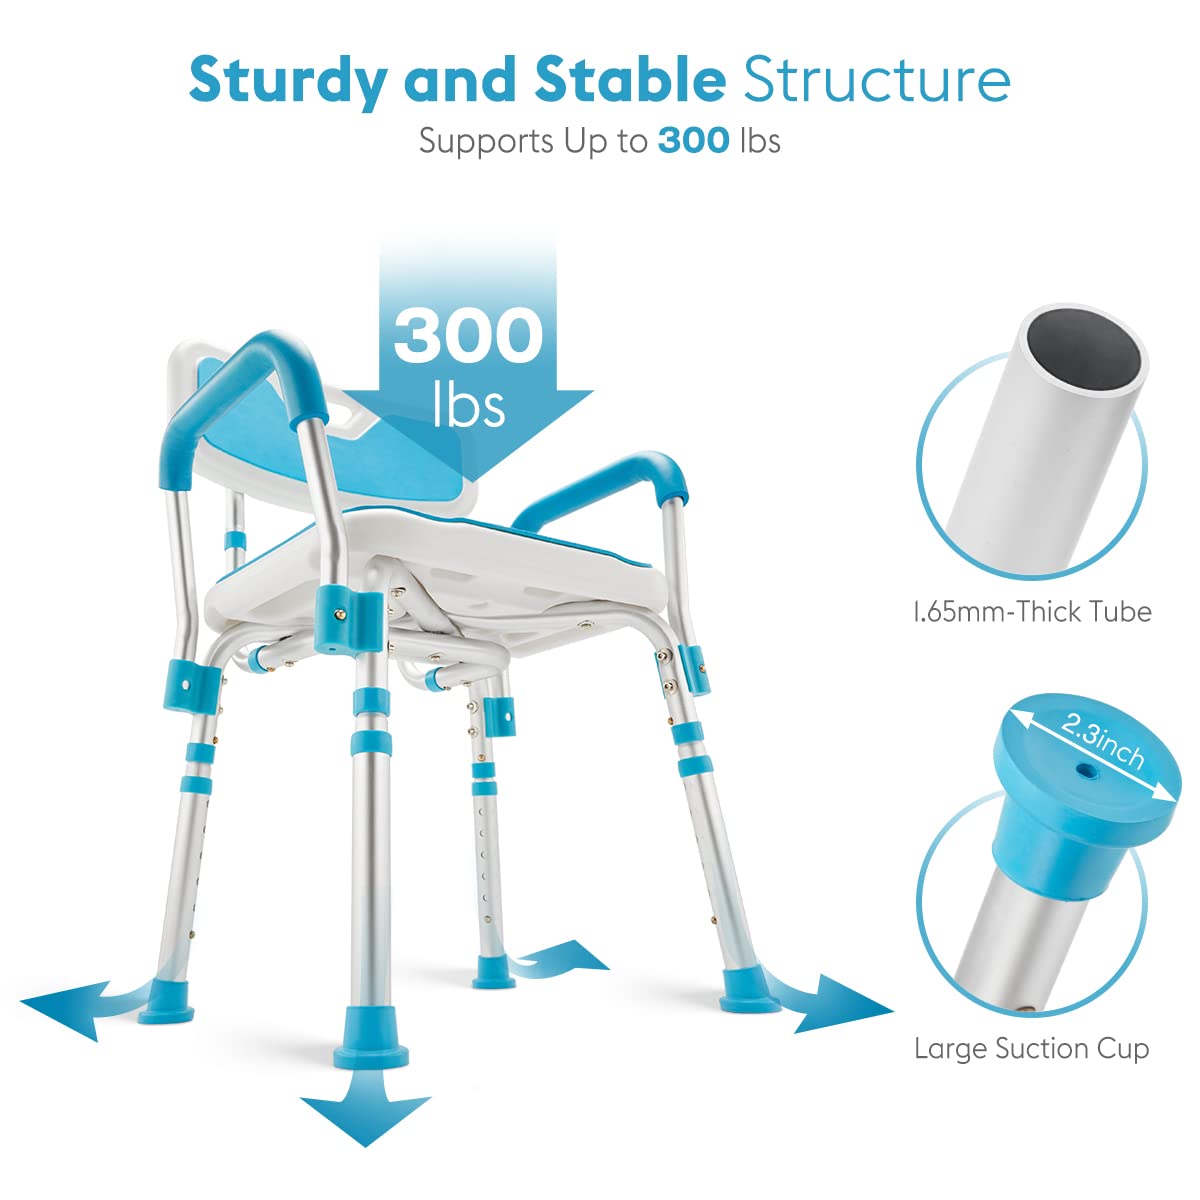 Sturdy and Stable Structure
Supports Up to 300 lbs
300
lbs
1.65mm-Thick Tube
2.3inch
Large Suction Cup